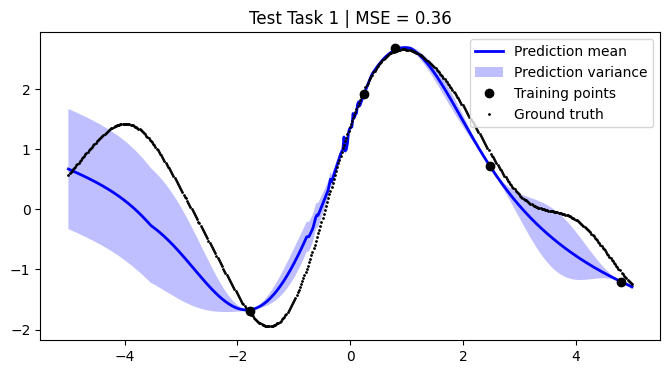 Test Task 1 | MSE = 0.36
Prediction mean
Prediction variance
Training points
Ground truth
2
1
0
−1
−2
−4
−2
0
2
4